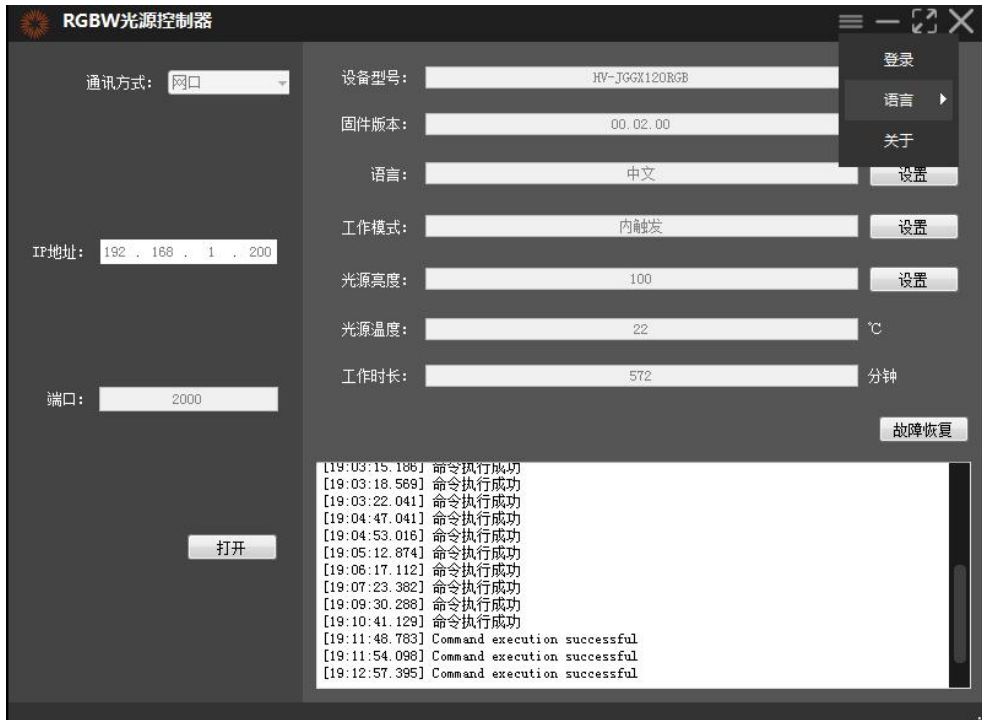 RGBW光源控制器
登录
语言
关于
通讯方式: 网口
IP地址: 192 . 168 . 1 . 200
端口: 2000
打开
设备型号: HV-JGGX120RGB
固件版本: 00.02.00
语言: 中文 设置
工作模式: 内触发 设置
光源亮度: 100 设置
光源温度: 22 ℃
工作时长: 572 分钟
故障恢复
[19:03:15.186] 命令执行成功
[19:03:18.569] 命令执行成功
[19:03:22.041] 命令执行成功
[19:04:47.041] 命令执行成功
[19:04:53.016] 命令执行成功
[19:05:12.874] 命令执行成功
[19:06:17.112] 命令执行成功
[19:07:23.382] 命令执行成功
[19:09:30.288] 命令执行成功
[19:10:41.129] 命令执行成功
[19:11:48.783] Command execution successful
[19:11:54.098] Command execution successful
[19:12:57.395] Command execution successful